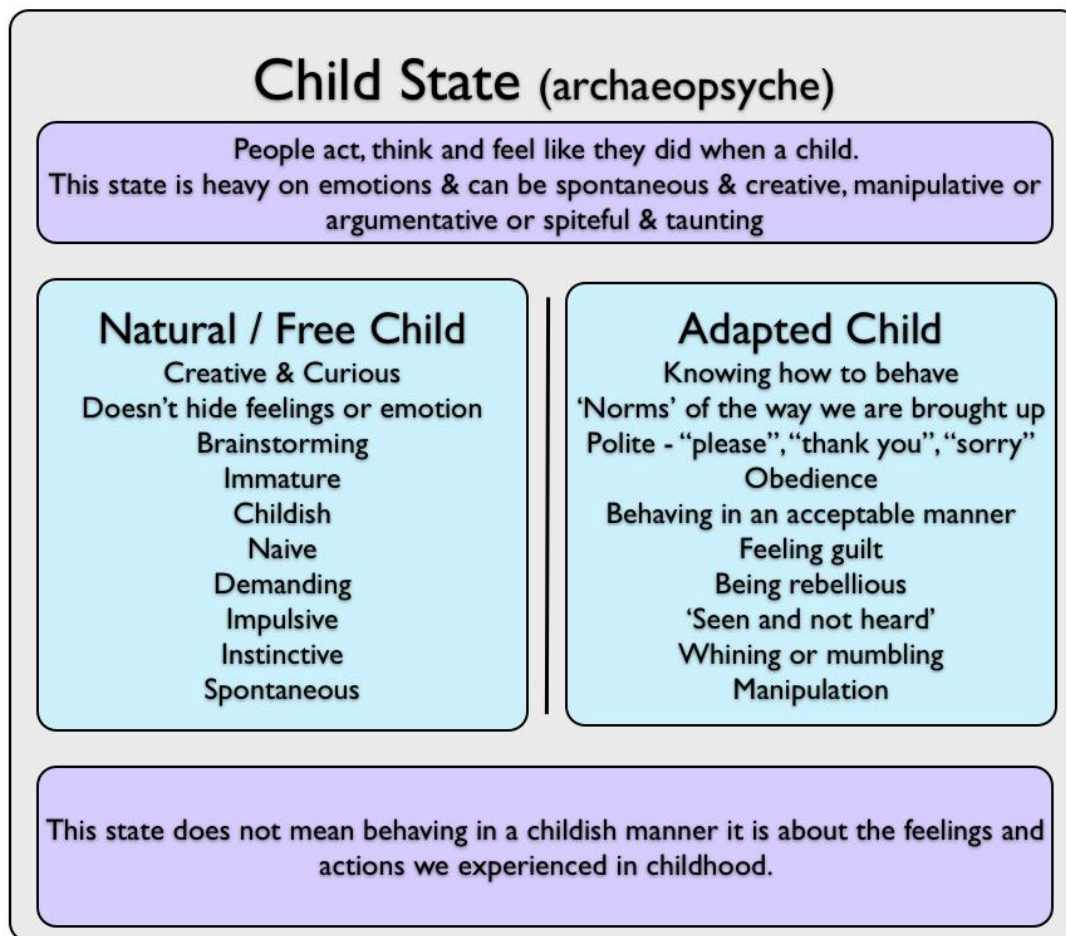 Child State (archaeopsyche)
People act, think and feel like they did when a child.
This state is heavy on emotions & can be spontaneous & creative, manipulative or
argumentative or spiteful & taunting
Natural / Free Child
Creative & Curious
Doesn't hide feelings or emotion
Brainstorming
Immature
Childish
Naive
Demanding
Impulsive
Instinctive
Spontaneous
Adapted Child
Knowing how to behave
‘Norms’ of the way we are brought up
Polite - “please”, “thank you”, “sorry”
Obedience
Behaving in an acceptable manner
Feeling guilt
Being rebellious
‘Seen and not heard’
Whining or mumbling
Manipulation
This state does not mean behaving in a childish manner it is about the feelings and
actions we experienced in childhood.